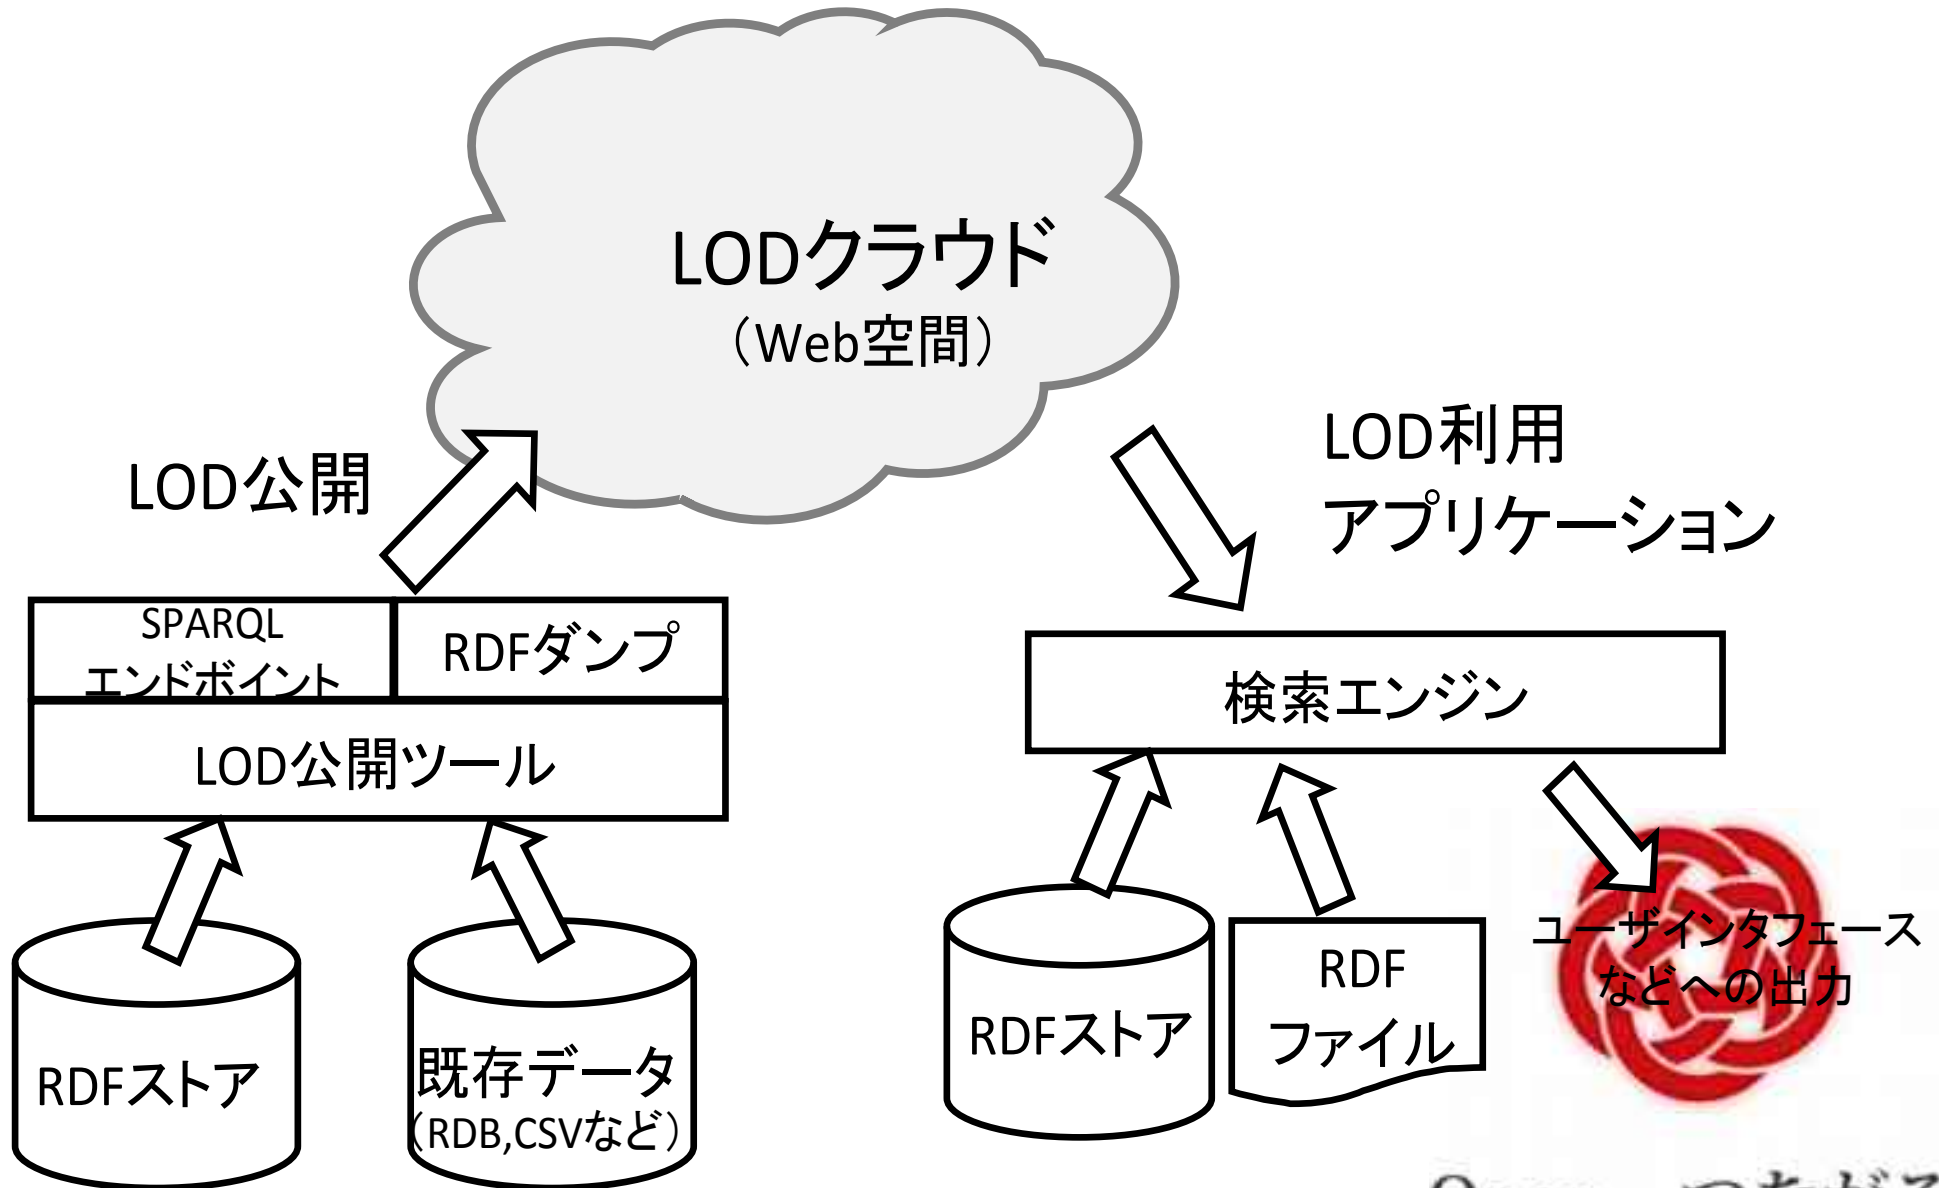 LODクラウド
（Web空間）
LOD公開
SPARQL
エンドポイント
RDFダンプ
LOD公開ツール
RDFストア
既存データ
（RDB,CSVなど）
LOD利用
アプリケーション
検索エンジン
RDFストア
RDF
ファイル
ユーザインタフェース
などへの出力